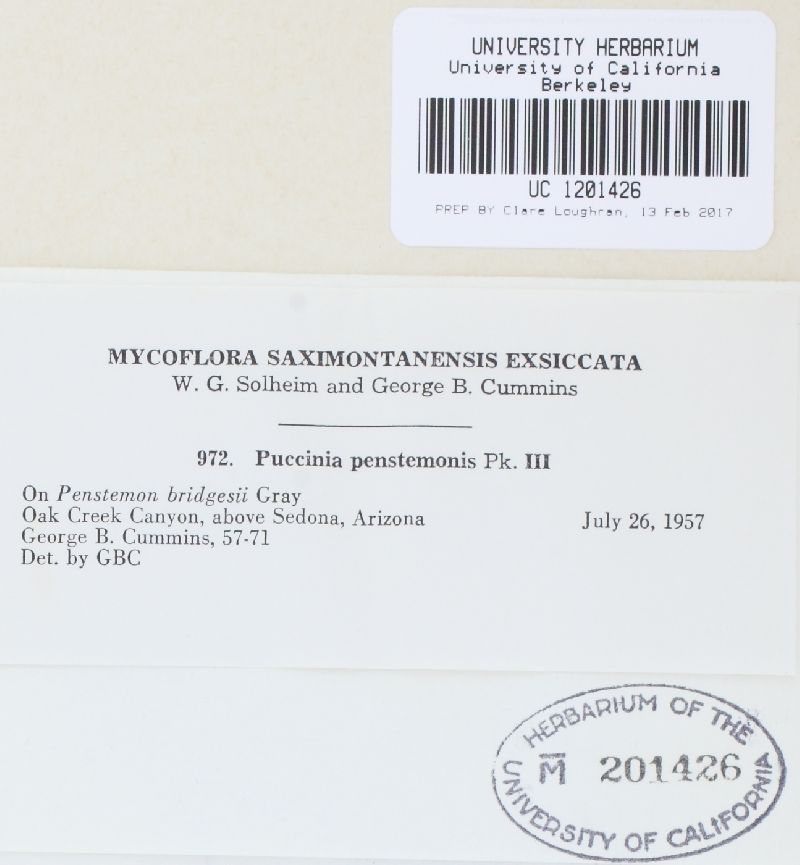 UNIVERSITY HERBARIUM
University of California
Berkeley
UC 1201426
PREP BY Clare Loughran, 13 Feb 2017
MYCOFLORA SAXIMONTANENSIS EXSICCATA
W. G. Solheim and George B. Cummins
972. Puccinia penstemonis Pk. III
On Penstemon bridgesii Gray
Oak Creek Canyon, above Sedona, Arizona July 26, 1957
George B. Cummins, 57-71
Det. by GBC
HERBARIUM OF THE
M̅ 201426
UNIVERSITY OF CALIFORNIA